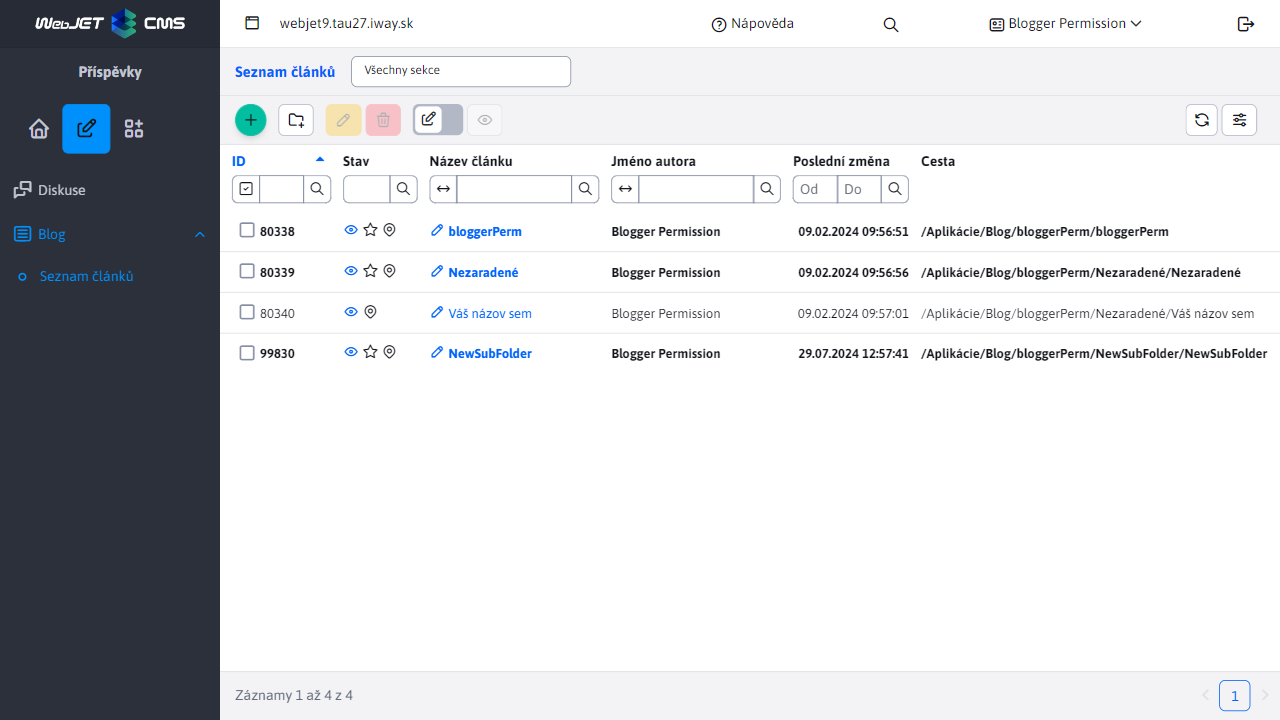 WebJET CMS
webjet9.tau27.iway.sk
Nápověda
Blogger Permission
Příspěvky
Diskuse
Blog
Seznam článků
Seznam článků
Všechny sekce
ID Stav Název článku Jméno autora Poslední změna Cesta
Od Do
80338 bloggerPerm Blogger Permission 09.02.2024 09:56:51 /Aplikácie/Blog/bloggerPerm/bloggerPerm
80339 Nezaradené Blogger Permission 09.02.2024 09:56:56 /Aplikácie/Blog/bloggerPerm/Nezaradené/Nezaradené
80340 Váš názov sem Blogger Permission 09.02.2024 09:57:01 /Aplikácie/Blog/bloggerPerm/Nezaradené/Váš názov sem
99830 NewSubFolder Blogger Permission 29.07.2024 12:57:41 /Aplikácie/Blog/bloggerPerm/NewSubFolder/NewSubFolder
Záznamy 1 až 4 z 4
1